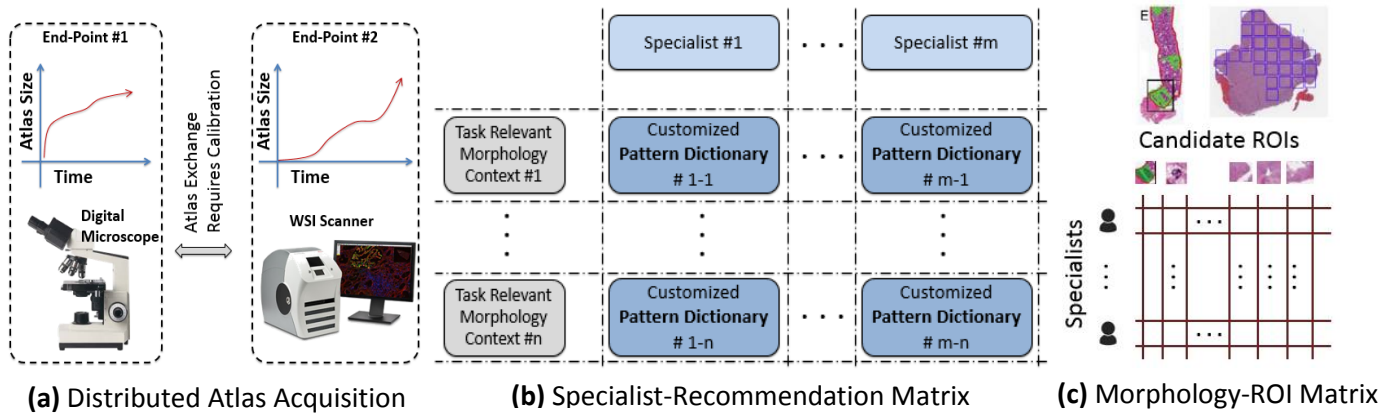 End-Point #1
Atlas Size
Time
Digital
Microscope
Atlas Exchange
Requires Calibration
End-Point #2
Atlas Size
Time
WSI Scanner
(a) Distributed Atlas Acquisition
Specialist #1
. . .
Specialist #m
Task Relevant
Morphology
Context #1
Customized
Pattern Dictionary
# 1-1
. . .
Customized
Pattern Dictionary
# m-1
Task Relevant
Morphology
Context #n
Customized
Pattern Dictionary
# 1-n
. . .
Customized
Pattern Dictionary
# m-n
(b) Specialist-Recommendation Matrix
E
Candidate ROIs
Specialists
(c) Morphology-ROI Matrix